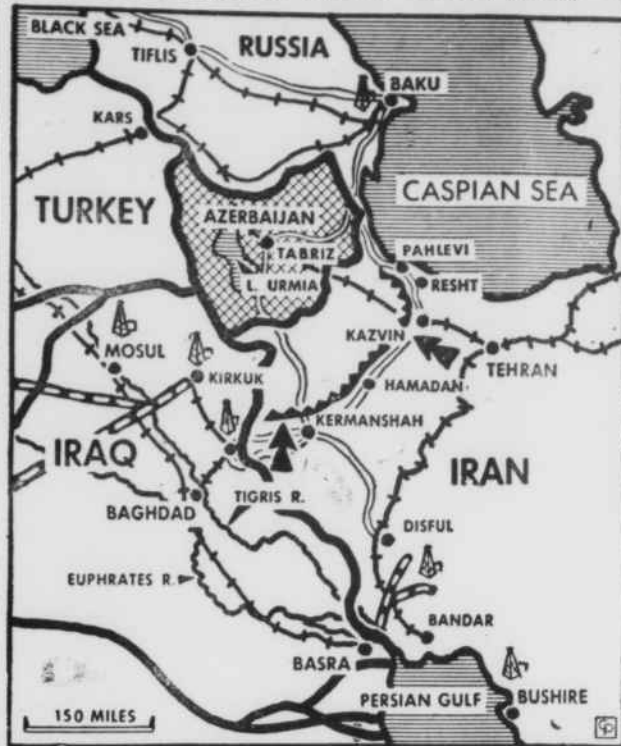 BLACK SEA
RUSSIA
TIFLIS
BAKU
KARS
CASPIAN SEA
TURKEY
AZERBAIJAN
TABRIZ
PAHLEVI
L. URMIA
RESHT
KAZVIN
MOSUL
TEHRAN
KIRKUK
HAMADAN
KERMANSHAH
IRAQ
IRAN
TIGRIS R.
BAGHDAD
DISFUL
EUPHRATES R.
BANDAR
BASRA
PERSIAN GULF
BUSHIRE
150 MILES
CP